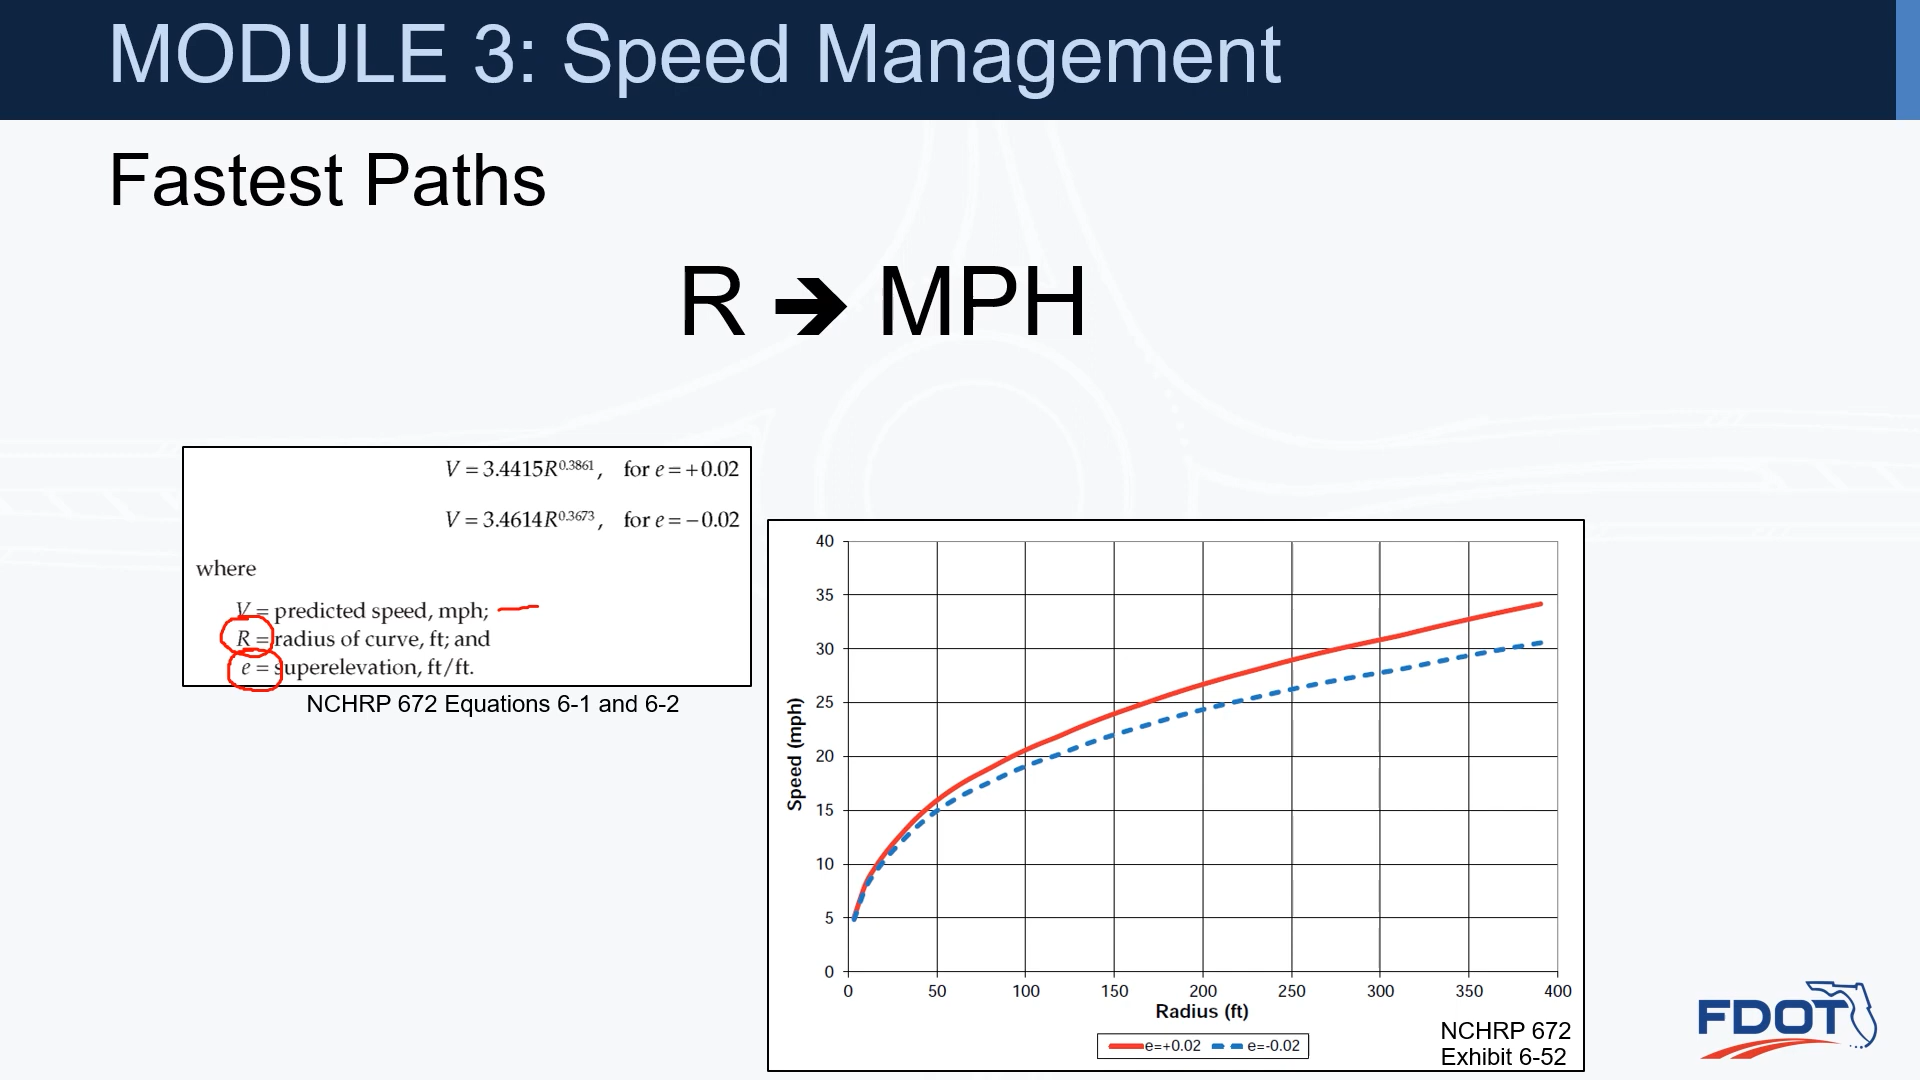 MODULE 3: Speed Management
Fastest Paths
R ➔ MPH
V = 3.4415R^0.3861, for e = +0.02
V = 3.4614R^0.3673, for e = −0.02
where
V = predicted speed, mph;
R = radius of curve, ft; and
e = superelevation, ft/ft.
NCHRP 672 Equations 6-1 and 6-2
40
35
30
25
20
15
10
5
0
Speed (mph)
0 50 100 150 200 250 300 350 400
Radius (ft)
e=+0.02 e=-0.02
NCHRP 672
Exhibit 6-52
FDOT